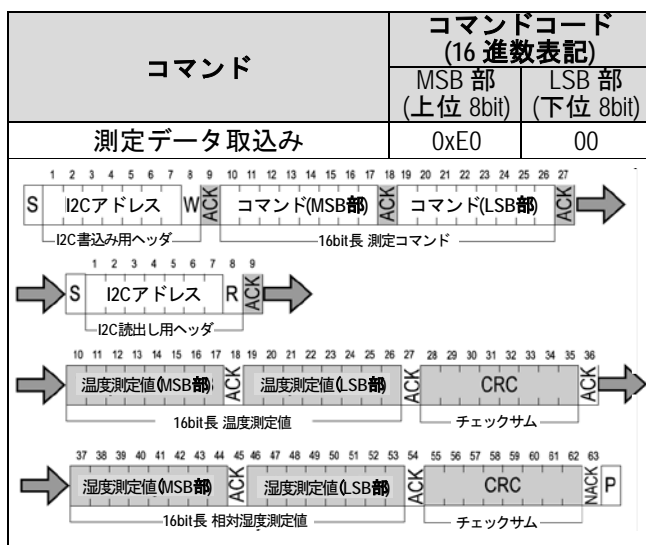 コマンド
コマンドコード
(16 進数表記)
MSB 部
(上位 8bit)
LSB 部
(下位 8bit)
測定データ取込み
0xE0
00
1 2 3 4 5 6 7 8 9 10 11 12 13 14 15 16 17 18 19 20 21 22 23 24 25 26 27
S I2Cアドレス W ACK コマンド(MSB部) ACK コマンド(LSB部) ACK
I2C書込み用ヘッダ 16bit長 測定コマンド
1 2 3 4 5 6 7 8 9
S I2Cアドレス R ACK
I2C読出し用ヘッダ
10 11 12 13 14 15 16 17 18 19 20 21 22 23 24 25 26 27 28 29 30 31 32 33 34 35 36
温度測定値(MSB部) ACK 温度測定値(LSB部) ACK CRC ACK
16bit長 温度測定値 チェックサム
37 38 39 40 41 42 43 44 45 46 47 48 49 50 51 52 53 54 55 56 57 58 59 60 61 62 63
湿度測定値(MSB部) ACK 湿度測定値(LSB部) ACK CRC NACK P
16bit長 相対湿度測定値 チェックサム